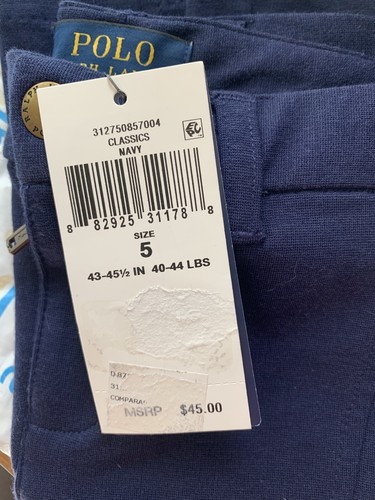 POLO
312750857004
CLASSICS
NAVY
8 82925 31178 8
SIZE
5
43-45½ IN 40-44 LBS
MSRP $45.00